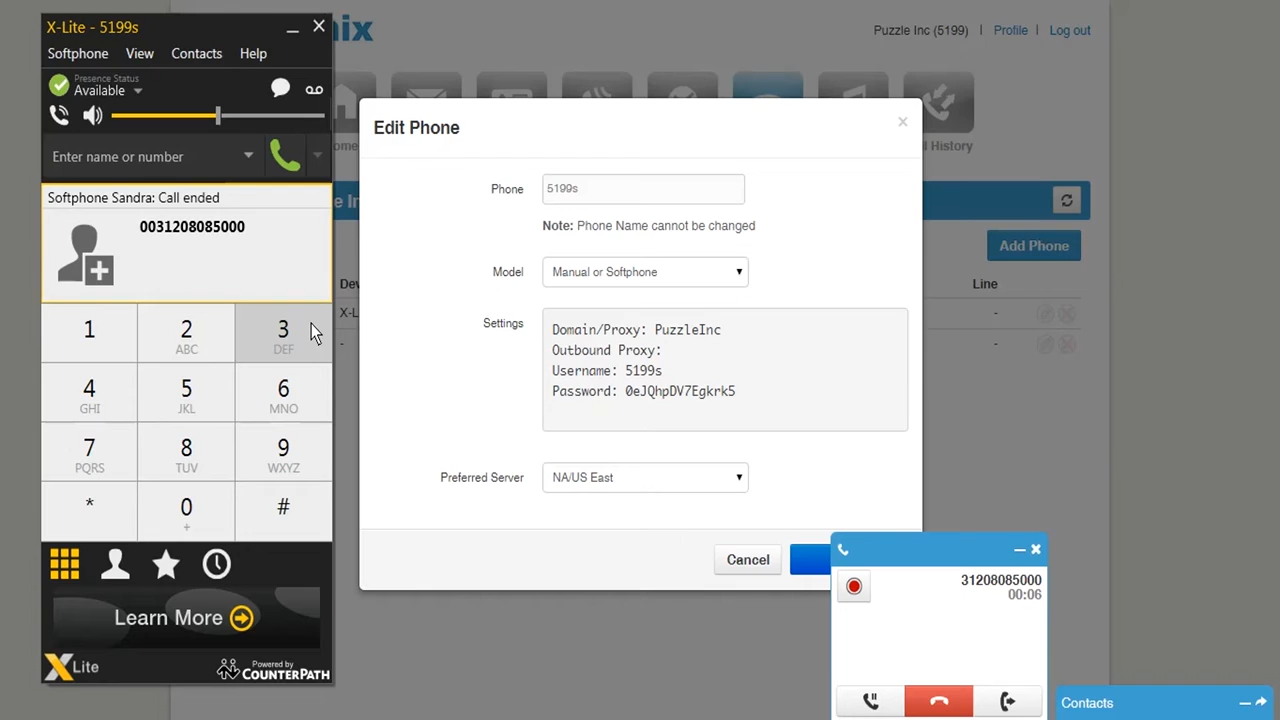 X-Lite - 5199s
Softphone View Contacts Help
Presence Status
Available
Enter name or number
Softphone Sandra: Call ended
0031208085000
1
2
ABC
3
DEF
4
GHI
5
JKL
6
MNO
7
PQRS
8
TUV
9
WXYZ
*
0
+
#
Learn More
X Lite
Powered by
COUNTERPATH
Puzzle Inc (5199) | Profile | Log out
Edit Phone
Phone
5199s
Note: Phone Name cannot be changed
Model
Manual or Softphone
Settings
Domain/Proxy: PuzzleInc
Outbound Proxy:
Username: 5199s
Password: 0eJQhpDV7Egkrk5
Preferred Server
NA/US East
Cancel
History
Add Phone
Line
-
-
31208085000
00:06
Contacts